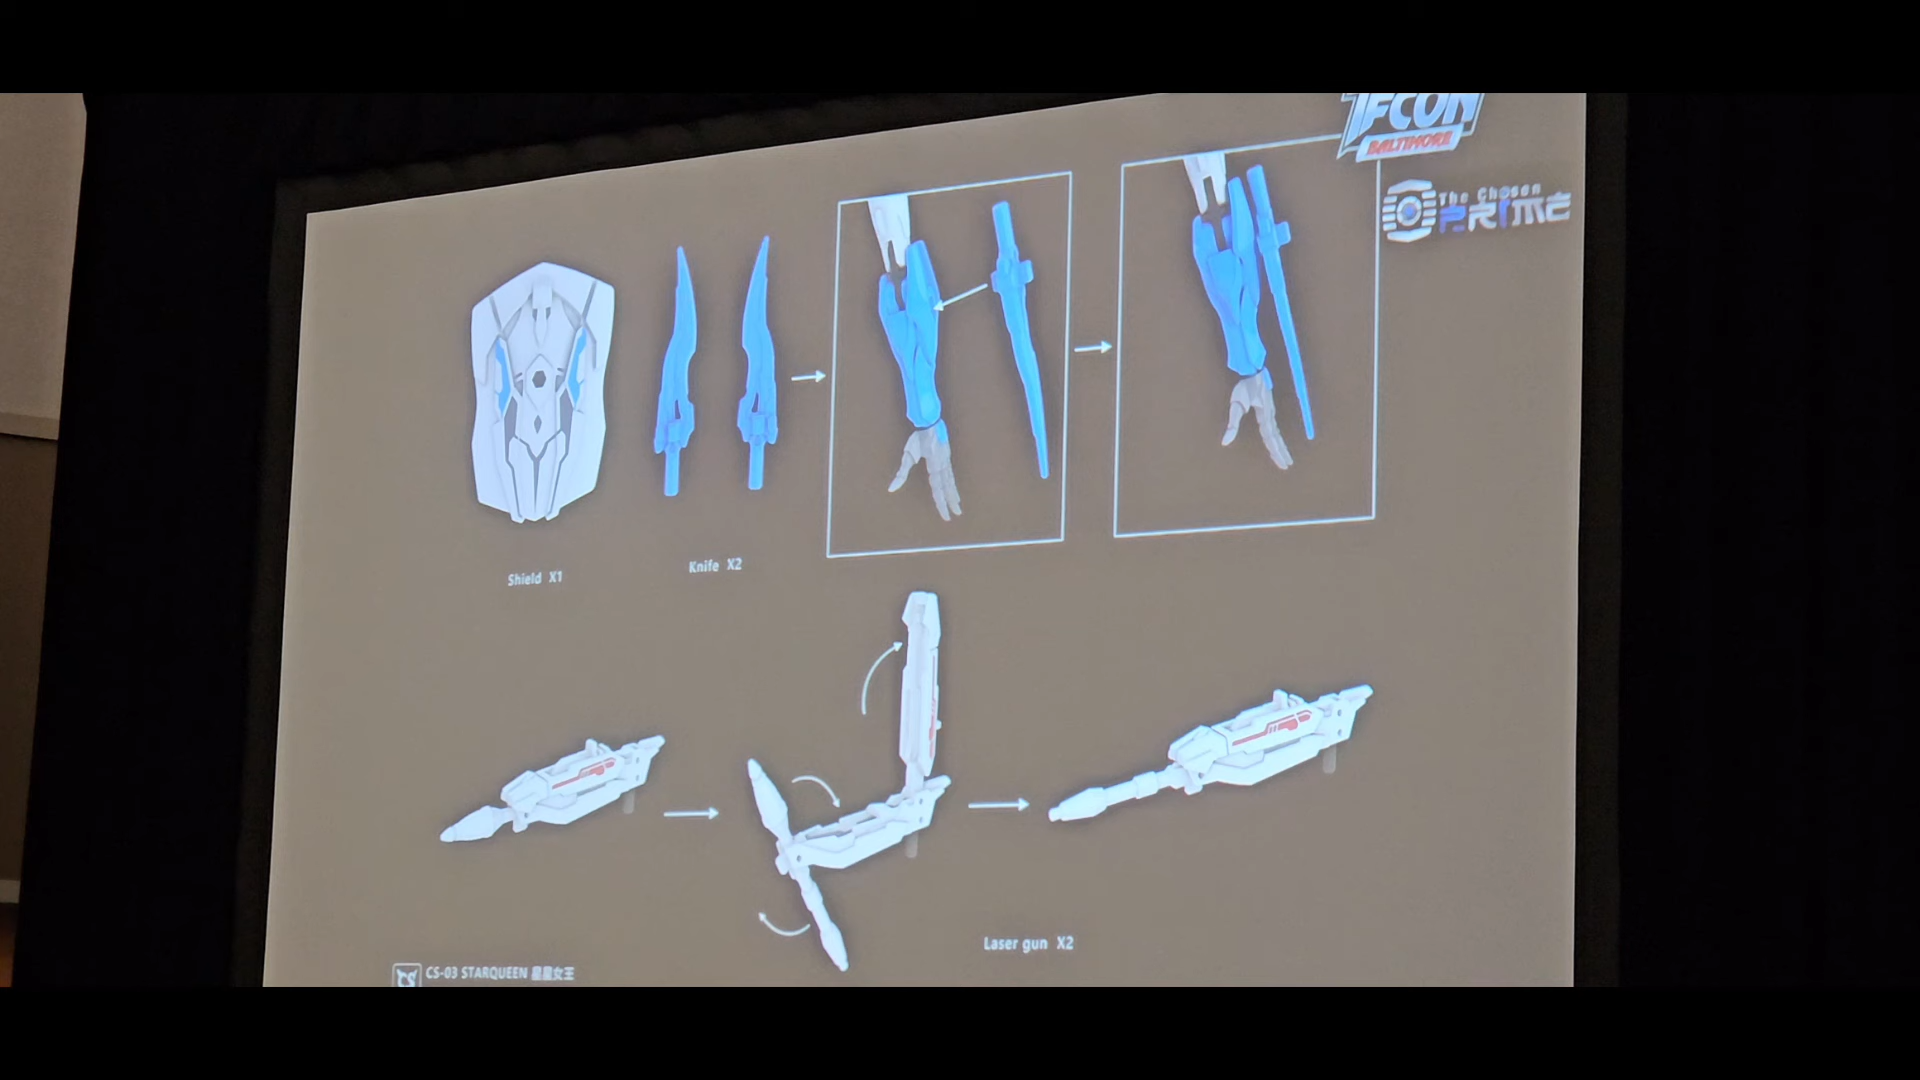 TFCON
BALTIMORE
The Chosen
PRIME
Shield X1
Knife X2
Laser gun X2
CS
CS-03 STARQUEEN 星星女王